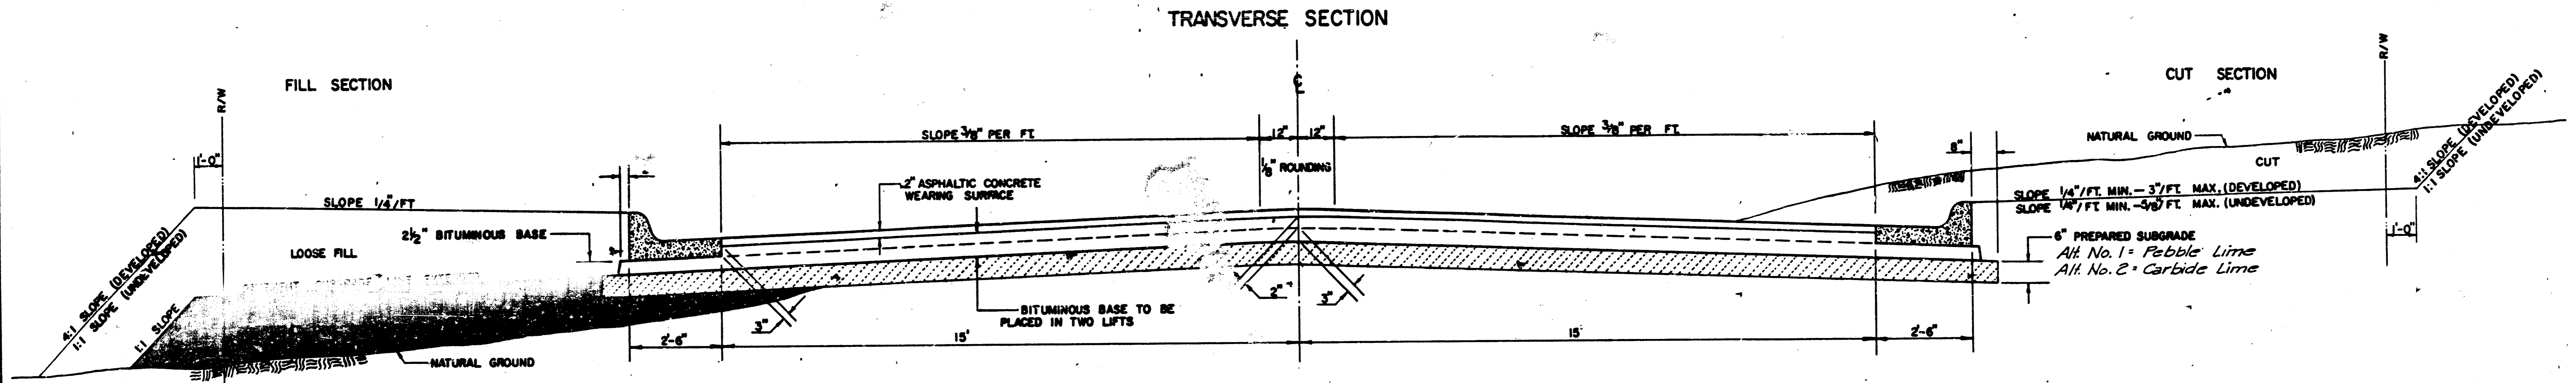 TRANSVERSE SECTION
FILL SECTION
R/W
1'-0"
SLOPE 1/4"/FT
LOOSE FILL
4:1 SLOPE (DEVELOPED)
1:1 SLOPE (UNDEVELOPED)
1:1 SLOPE
NATURAL GROUND
2½" BITUMINOUS BASE
SLOPE 3/8" PER FT.
2" ASPHALTIC CONCRETE
WEARING SURFACE
℄
12" 12"
1/8" ROUNDING
SLOPE 3/8" PER FT.
3"
2"
3"
BITUMINOUS BASE TO BE
PLACED IN TWO LIFTS
2'-6"
15'
15'
2'-6"
CUT SECTION
R/W
NATURAL GROUND
CUT
8"
SLOPE 1/4"/FT. MIN. — 3"/FT. MAX. (DEVELOPED)
SLOPE 1/4"/FT MIN. — 5/8"/FT. MAX. (UNDEVELOPED)
4:1 SLOPE (DEVELOPED)
1:1 SLOPE (UNDEVELOPED)
1'-0"
6" PREPARED SUBGRADE
Alt. No. 1 = Pebble Lime
Alt. No. 2 = Carbide Lime